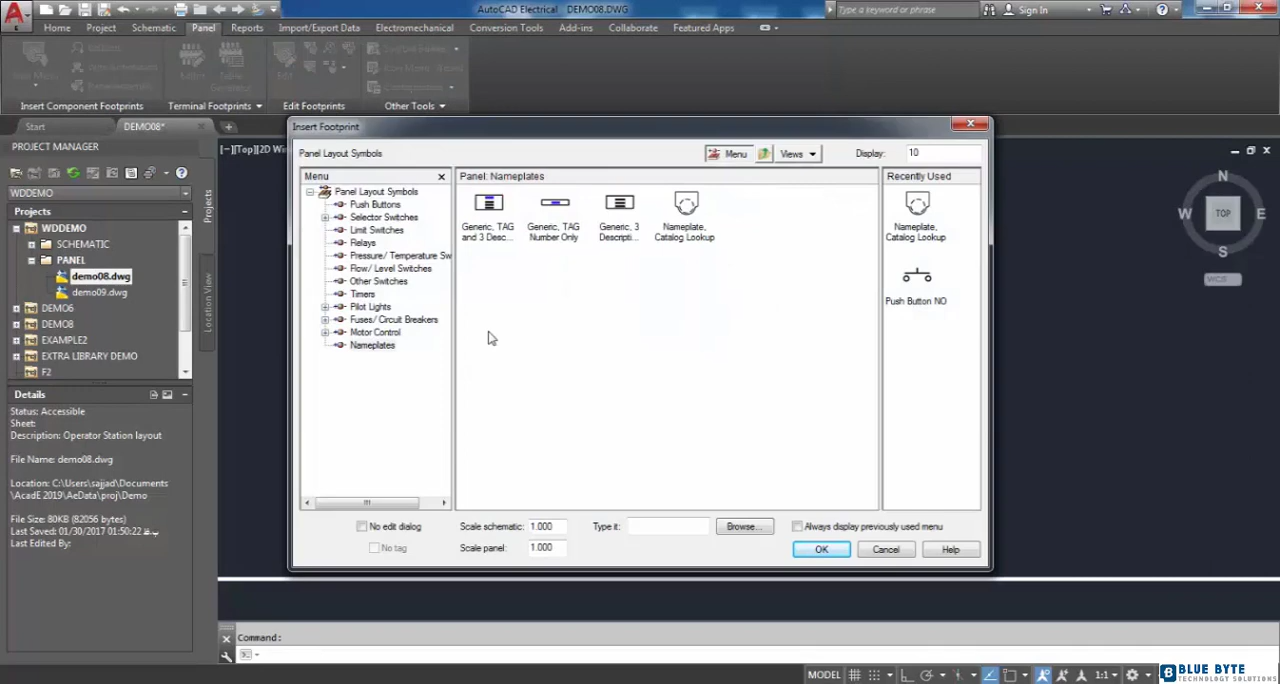 AutoCAD Electrical DEMO08.DWG
Type a keyword or phrase
Sign In
Home Project Schematic Panel Reports Import/Export Data Electromechanical Conversion Tools Add-ins Collaborate Featured Apps
Edit
Insert Component Footprints
Terminal Footprints
Edit Footprints
Other Tools
Start
DEMO08*
PROJECT MANAGER
WDDEMO
Projects
WDDEMO
SCHEMATIC
PANEL
demo08.dwg
demo09.dwg
DEMO6
DEMO8
EXAMPLE2
EXTRA LIBRARY DEMO
F2
Projects
Location View
Details
Status: Accessible
Sheet:
Description: Operator Station layout
File Name: demo08.dwg
Location: C:\Users\sajjad\Documents
\AcadE 2019\AeData\proj\Demo
File Size: 80KB (82056 bytes)
Last Saved: 01/30/2017 01:50:22
Last Edited By:
[−][Top][2D Wi
Insert Footprint
Panel Layout Symbols
Menu
Views
Display:
10
Menu
Panel Layout Symbols
Push Buttons
Selector Switches
Limit Switches
Relays
Pressure/ Temperature Sw
Flow/ Level Switches
Other Switches
Timers
Pilot Lights
Fuses/ Circuit Breakers
Motor Control
Nameplates
Panel: Nameplates
Generic, TAG
and 3 Desc...
Generic, TAG
Number Only
Generic, 3
Descripti...
Nameplate,
Catalog Lookup
Recently Used
Nameplate,
Catalog Lookup
Push Button NO
No edit dialog
No tag
Scale schematic: 1.000
Scale panel: 1.000
Type it:
Browse...
Always display previously used menu
OK
Cancel
Help
N
W
TOP
E
S
WCS
Command:
MODEL
1:1
BLUE BYTE
TECHNOLOGY SOLUTIONS